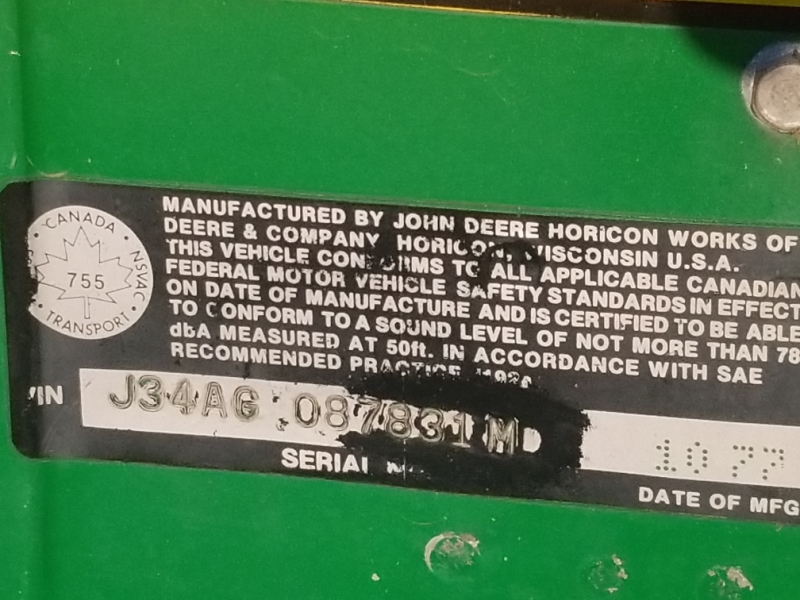 CANADA
NSVAC
755
TRANSPORT
MANUFACTURED BY JOHN DEERE HORICON WORKS OF
DEERE & COMPANY HORICON, WISCONSIN U.S.A.
THIS VEHICLE CONFORMS TO ALL APPLICABLE CANADIAN
FEDERAL MOTOR VEHICLE SAFETY STANDARDS IN EFFECT
ON DATE OF MANUFACTURE AND IS CERTIFIED TO BE ABLE
TO CONFORM TO A SOUND LEVEL OF NOT MORE THAN 78
dbA MEASURED AT 50ft. IN ACCORDANCE WITH SAE
RECOMMENDED PRACTICE J192a
VIN J34AG 087831M
10 77
SERIAL
DATE OF MFG